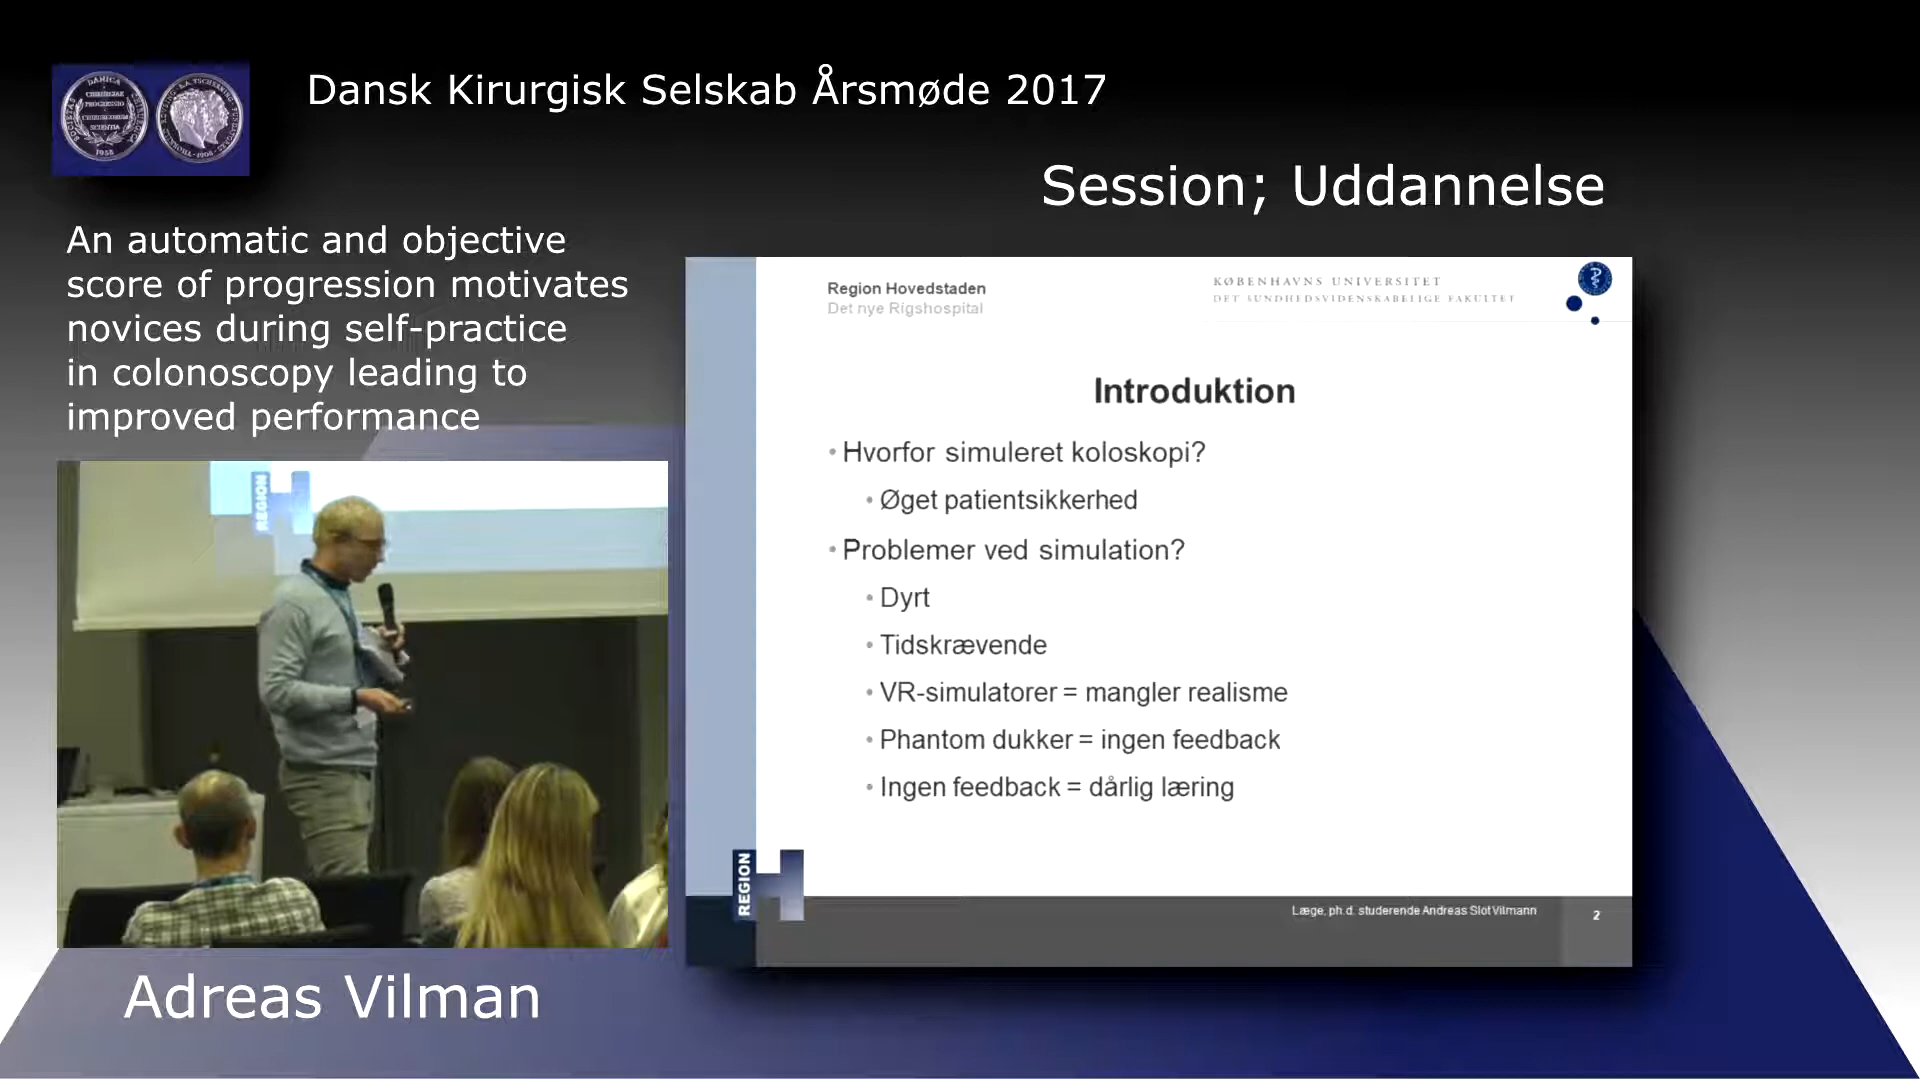 Dansk Kirurgisk Selskab Årsmøde 2017
Session; Uddannelse
An automatic and objective
score of progression motivates
novices during self-practice
in colonoscopy leading to
improved performance
Region Hovedstaden
Det nye Rigshospital
KØBENHAVNS UNIVERSITET
DET SUNDHEDSVIDENSKABELIGE FAKULTET
Introduktion
• Hvorfor simuleret koloskopi?
• Øget patientsikkerhed
• Problemer ved simulation?
• Dyrt
• Tidskrævende
• VR-simulatorer = mangler realisme
• Phantom dukker = ingen feedback
• Ingen feedback = dårlig læring
REGION
Læge, ph.d. studerende Andreas Slot Vilmann
2
REGION
Adreas Vilman